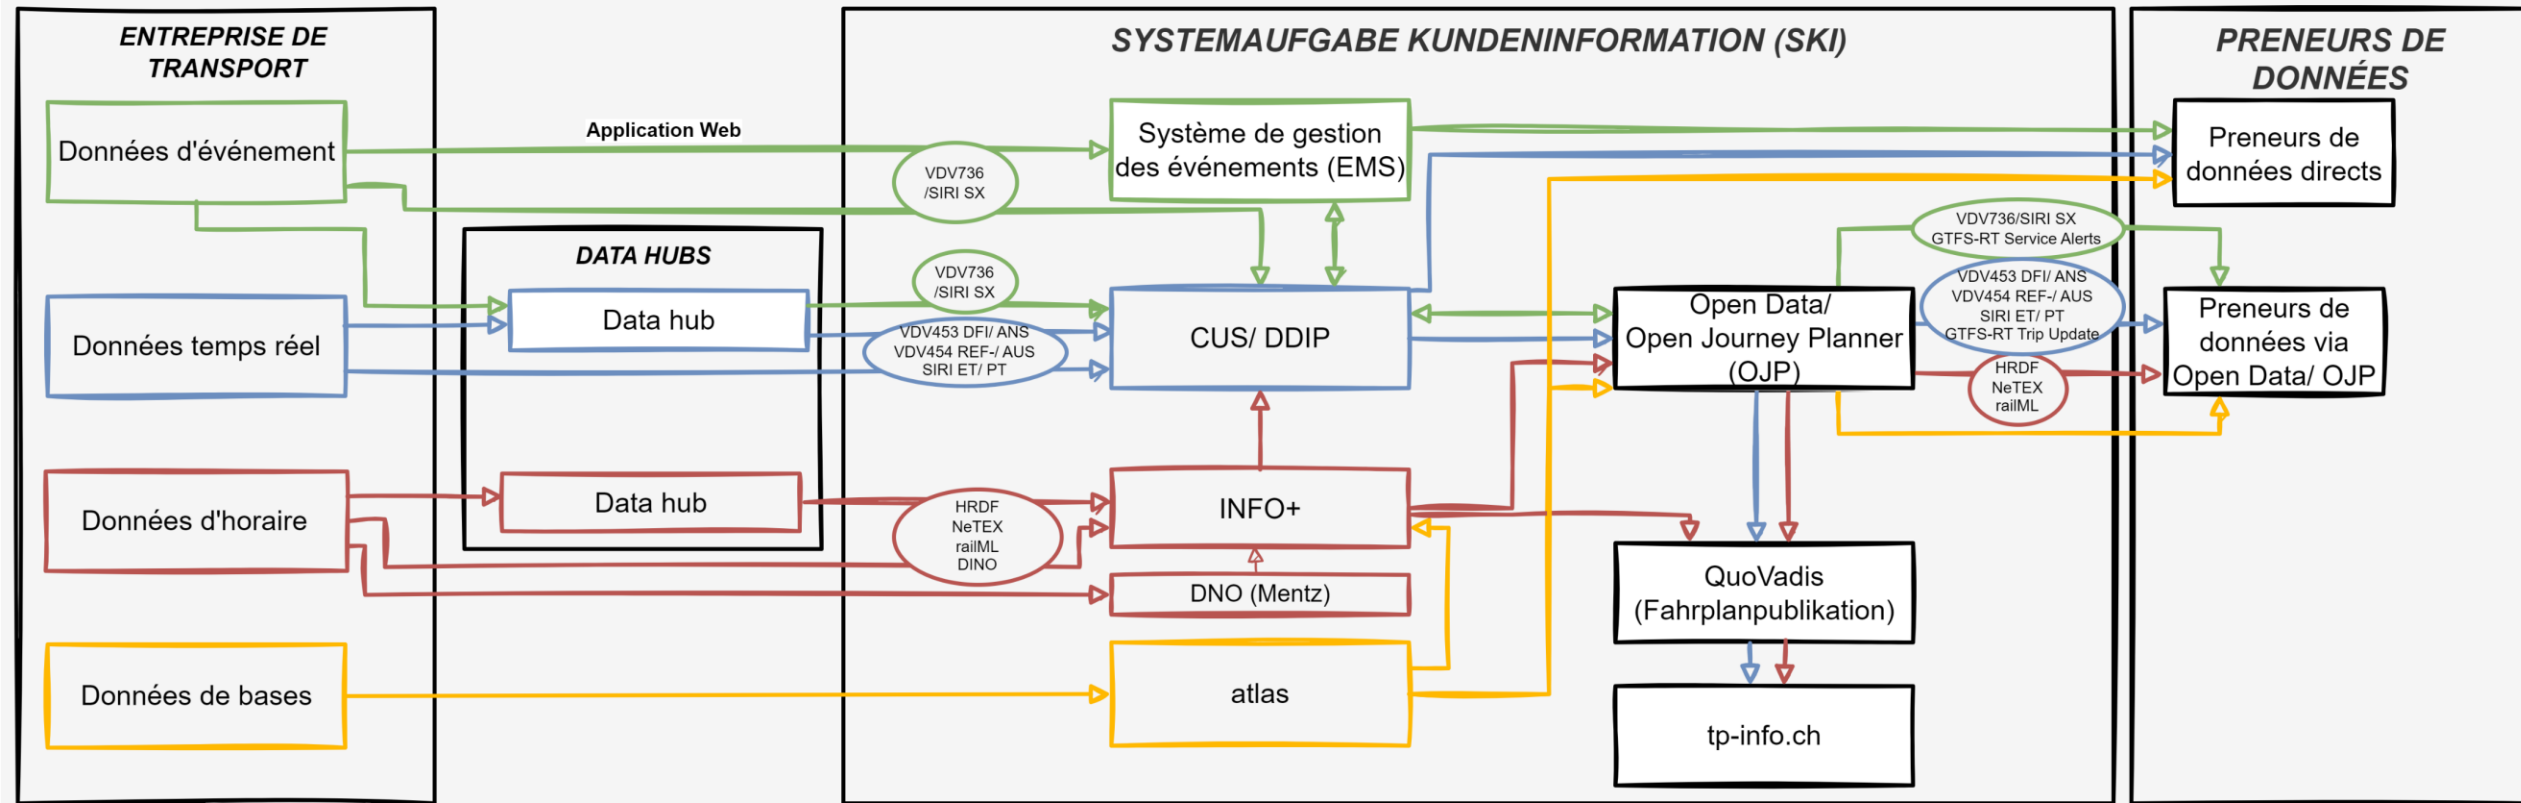 ENTREPRISE DE
TRANSPORT
Données d'événement
Données temps réel
Données d'horaire
Données de bases
Application Web
DATA HUBS
Data hub
Data hub
SYSTEMAUFGABE KUNDENINFORMATION (SKI)
VDV736
/SIRI SX
VDV736
/SIRI SX
VDV453 DFI/ ANS
VDV454 REF-/ AUS
SIRI ET/ PT
HRDF
NeTEX
railML
DINO
Système de gestion
des événements (EMS)
CUS/ DDIP
INFO+
DNO (Mentz)
atlas
Open Data/
Open Journey Planner
(OJP)
QuoVadis
(Fahrplanpublikation)
tp-info.ch
VDV736/SIRI SX
GTFS-RT Service Alerts
VDV453 DFI/ ANS
VDV454 REF-/ AUS
SIRI ET/ PT
GTFS-RT Trip Update
HRDF
NeTEX
railML
PRENEURS DE
DONNÉES
Preneurs de
données directs
Preneurs de
données via
Open Data/ OJP